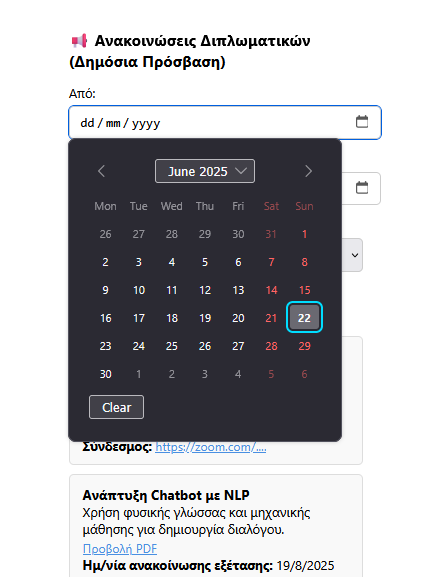 📢 Ανακοινώσεις Διπλωματικών
(Δημόσια Πρόσβαση)
Από:
dd / mm / yyyy
June 2025
Mon Tue Wed Thu Fri Sat Sun
26 27 28 29 30 31 1
2 3 4 5 6 7 8
9 10 11 12 13 14 15
16 17 18 19 20 21 22
23 24 25 26 27 28 29
30 1 2 3 4 5 6
Clear
Σύνδεσμος: https://zoom.com/....
Ανάπτυξη Chatbot με NLP
Χρήση φυσικής γλώσσας και μηχανικής
μάθησης για δημιουργία διαλόγου.
Προβολή PDF
Ημ/νία ανακοίνωσης εξέτασης: 19/8/2025